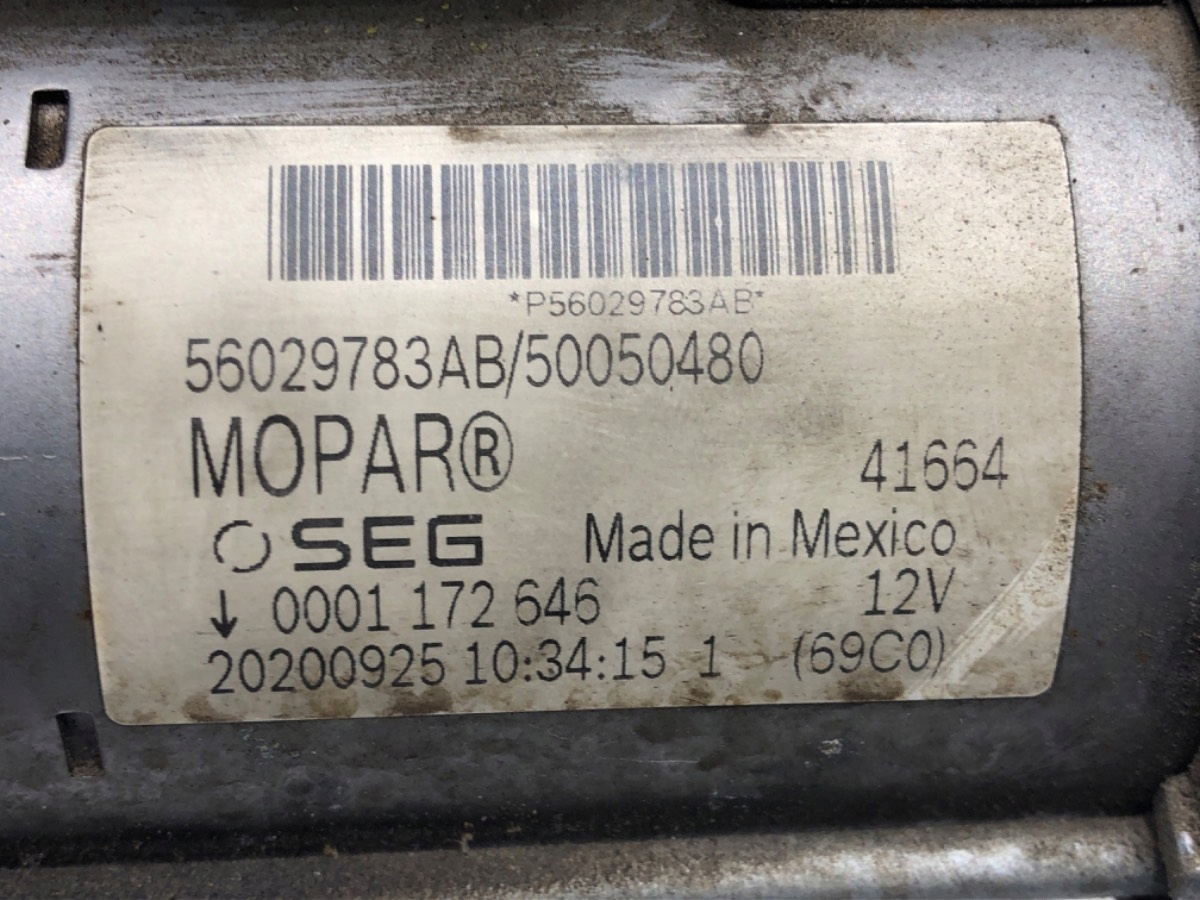 *P56029783AB*
56029783AB/50050480
MOPAR®
41664
SEG Made in Mexico
↓ 0001 172 646 12V
20200925 10:34:15 1 (69C0)